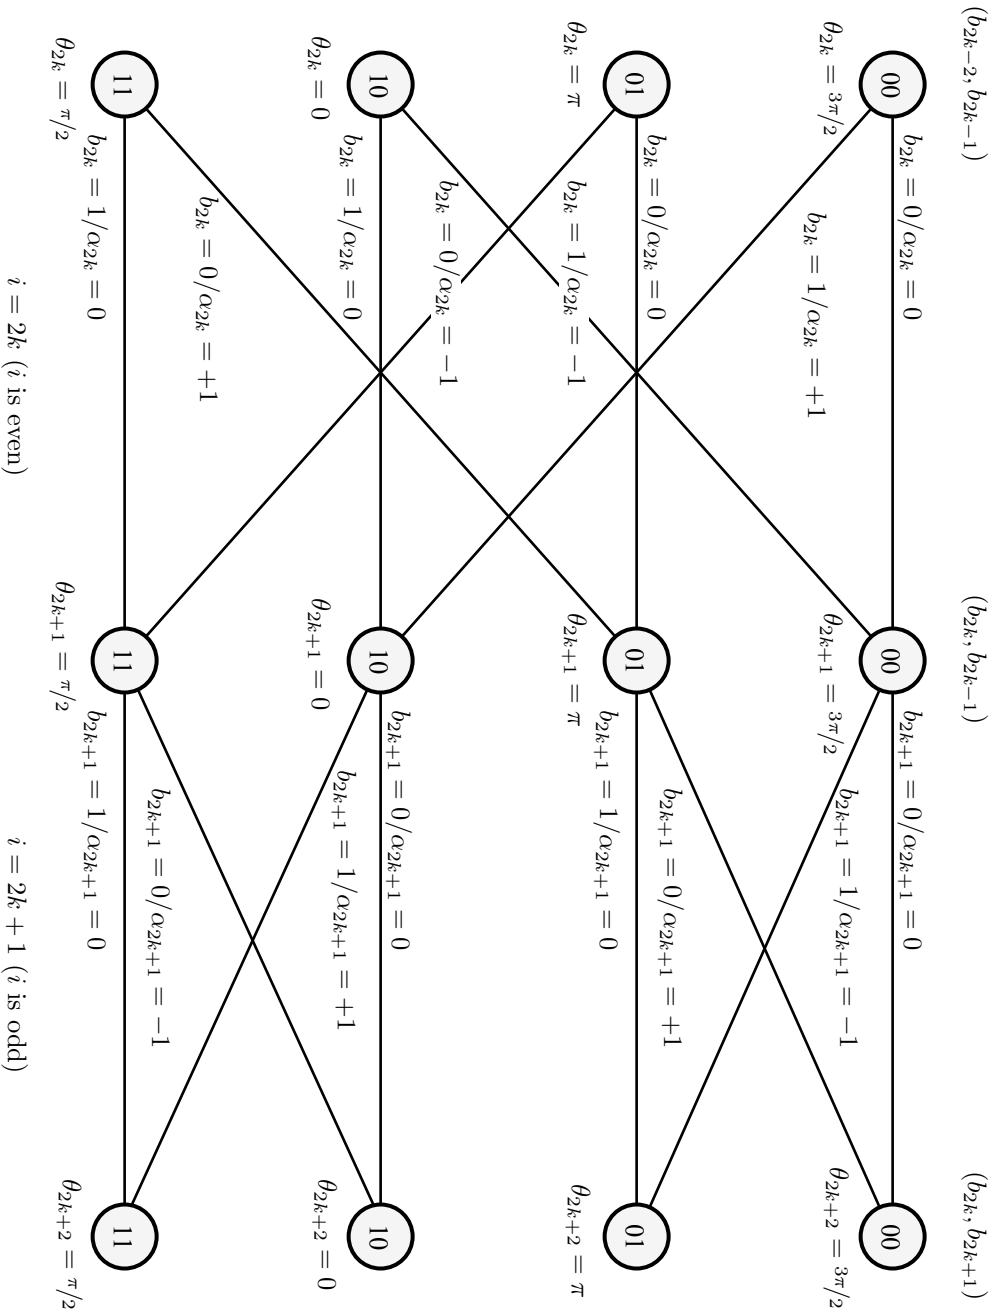 (b_{2k−2}, b_{2k−1})
(b_{2k}, b_{2k−1})
(b_{2k}, b_{2k+1})
b_{2k} = 0/α_{2k} = 0
b_{2k+1} = 0/α_{2k+1} = 0
00
00
00
b_{2k+1} = 1/α_{2k+1} = −1
θ_{2k} = 3π/2
θ_{2k+1} = 3π/2
θ_{2k+2} = 3π/2
b_{2k} = 1/α_{2k} = +1
b_{2k+1} = 0/α_{2k+1} = +1
b_{2k} = 0/α_{2k} = 0
01
01
01
b_{2k+1} = 1/α_{2k+1} = 0
θ_{2k} = π
b_{2k} = 1/α_{2k} = −1
θ_{2k+1} = π
θ_{2k+2} = π
b_{2k} = 0/α_{2k} = −1
b_{2k+1} = 0/α_{2k+1} = 0
10
10
10
b_{2k} = 1/α_{2k} = 0
b_{2k+1} = 1/α_{2k+1} = +1
θ_{2k} = 0
θ_{2k+1} = 0
θ_{2k+2} = 0
b_{2k} = 0/α_{2k} = +1
b_{2k+1} = 0/α_{2k+1} = −1
11
11
11
b_{2k} = 1/α_{2k} = 0
b_{2k+1} = 1/α_{2k+1} = 0
θ_{2k} = π/2
θ_{2k+1} = π/2
θ_{2k+2} = π/2
i = 2k (i is even)
i = 2k + 1 (i is odd)